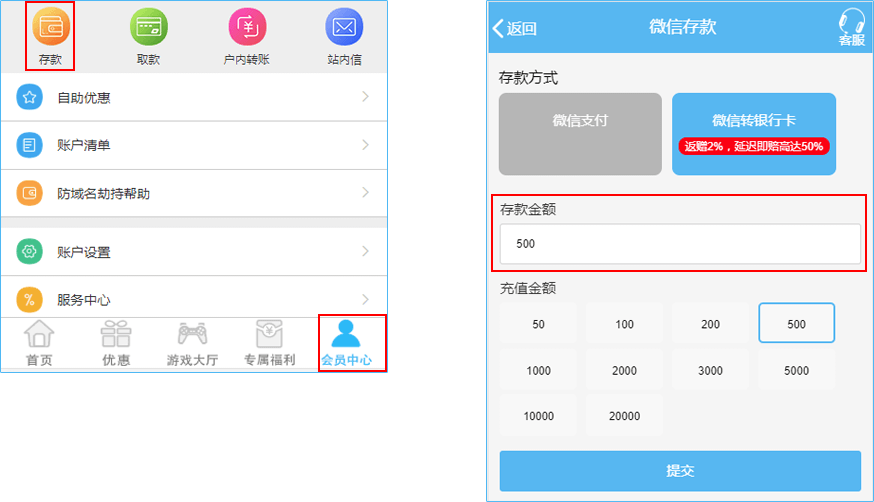 存款 取款 户内转账 站内信
自助优惠
账户清单
防域名劫持帮助
账户设置
服务中心
首页 优惠 游戏大厅 专属福利 会员中心
返回 微信存款 客服
存款方式
微信支付 微信转银行卡
返赠2%，延迟即赔高达50%
存款金额
500
充值金额
50 100 200 500
1000 2000 3000 5000
10000 20000
提交